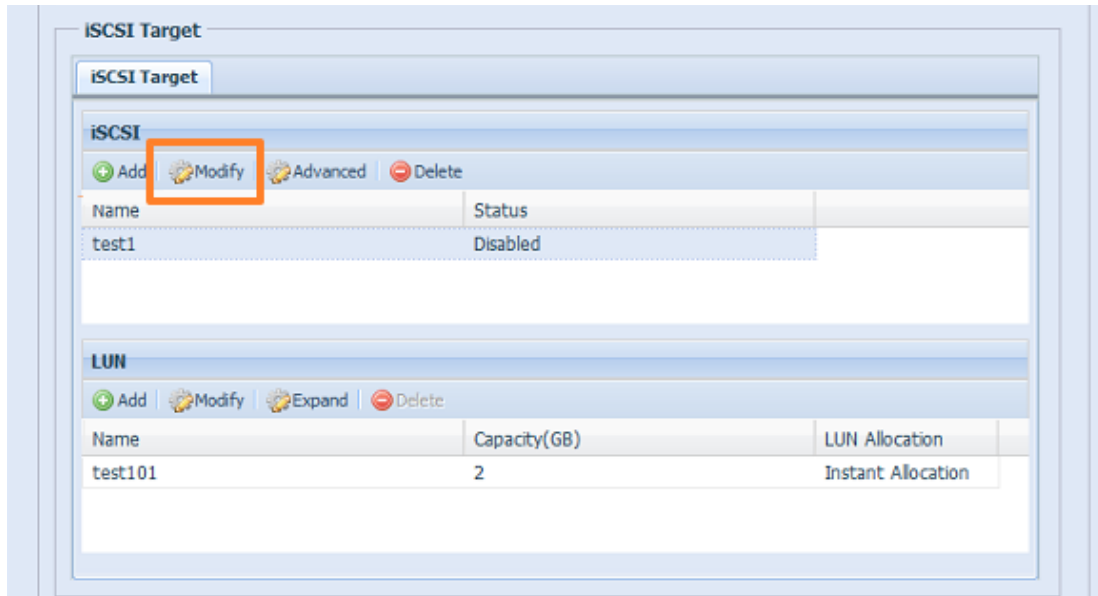 iSCSI Target
iSCSI Target
iSCSI
Add Modify Advanced Delete
Name Status
test1 Disabled
LUN
Add Modify Expand Delete
Name Capacity(GB) LUN Allocation
test101 2 Instant Allocation